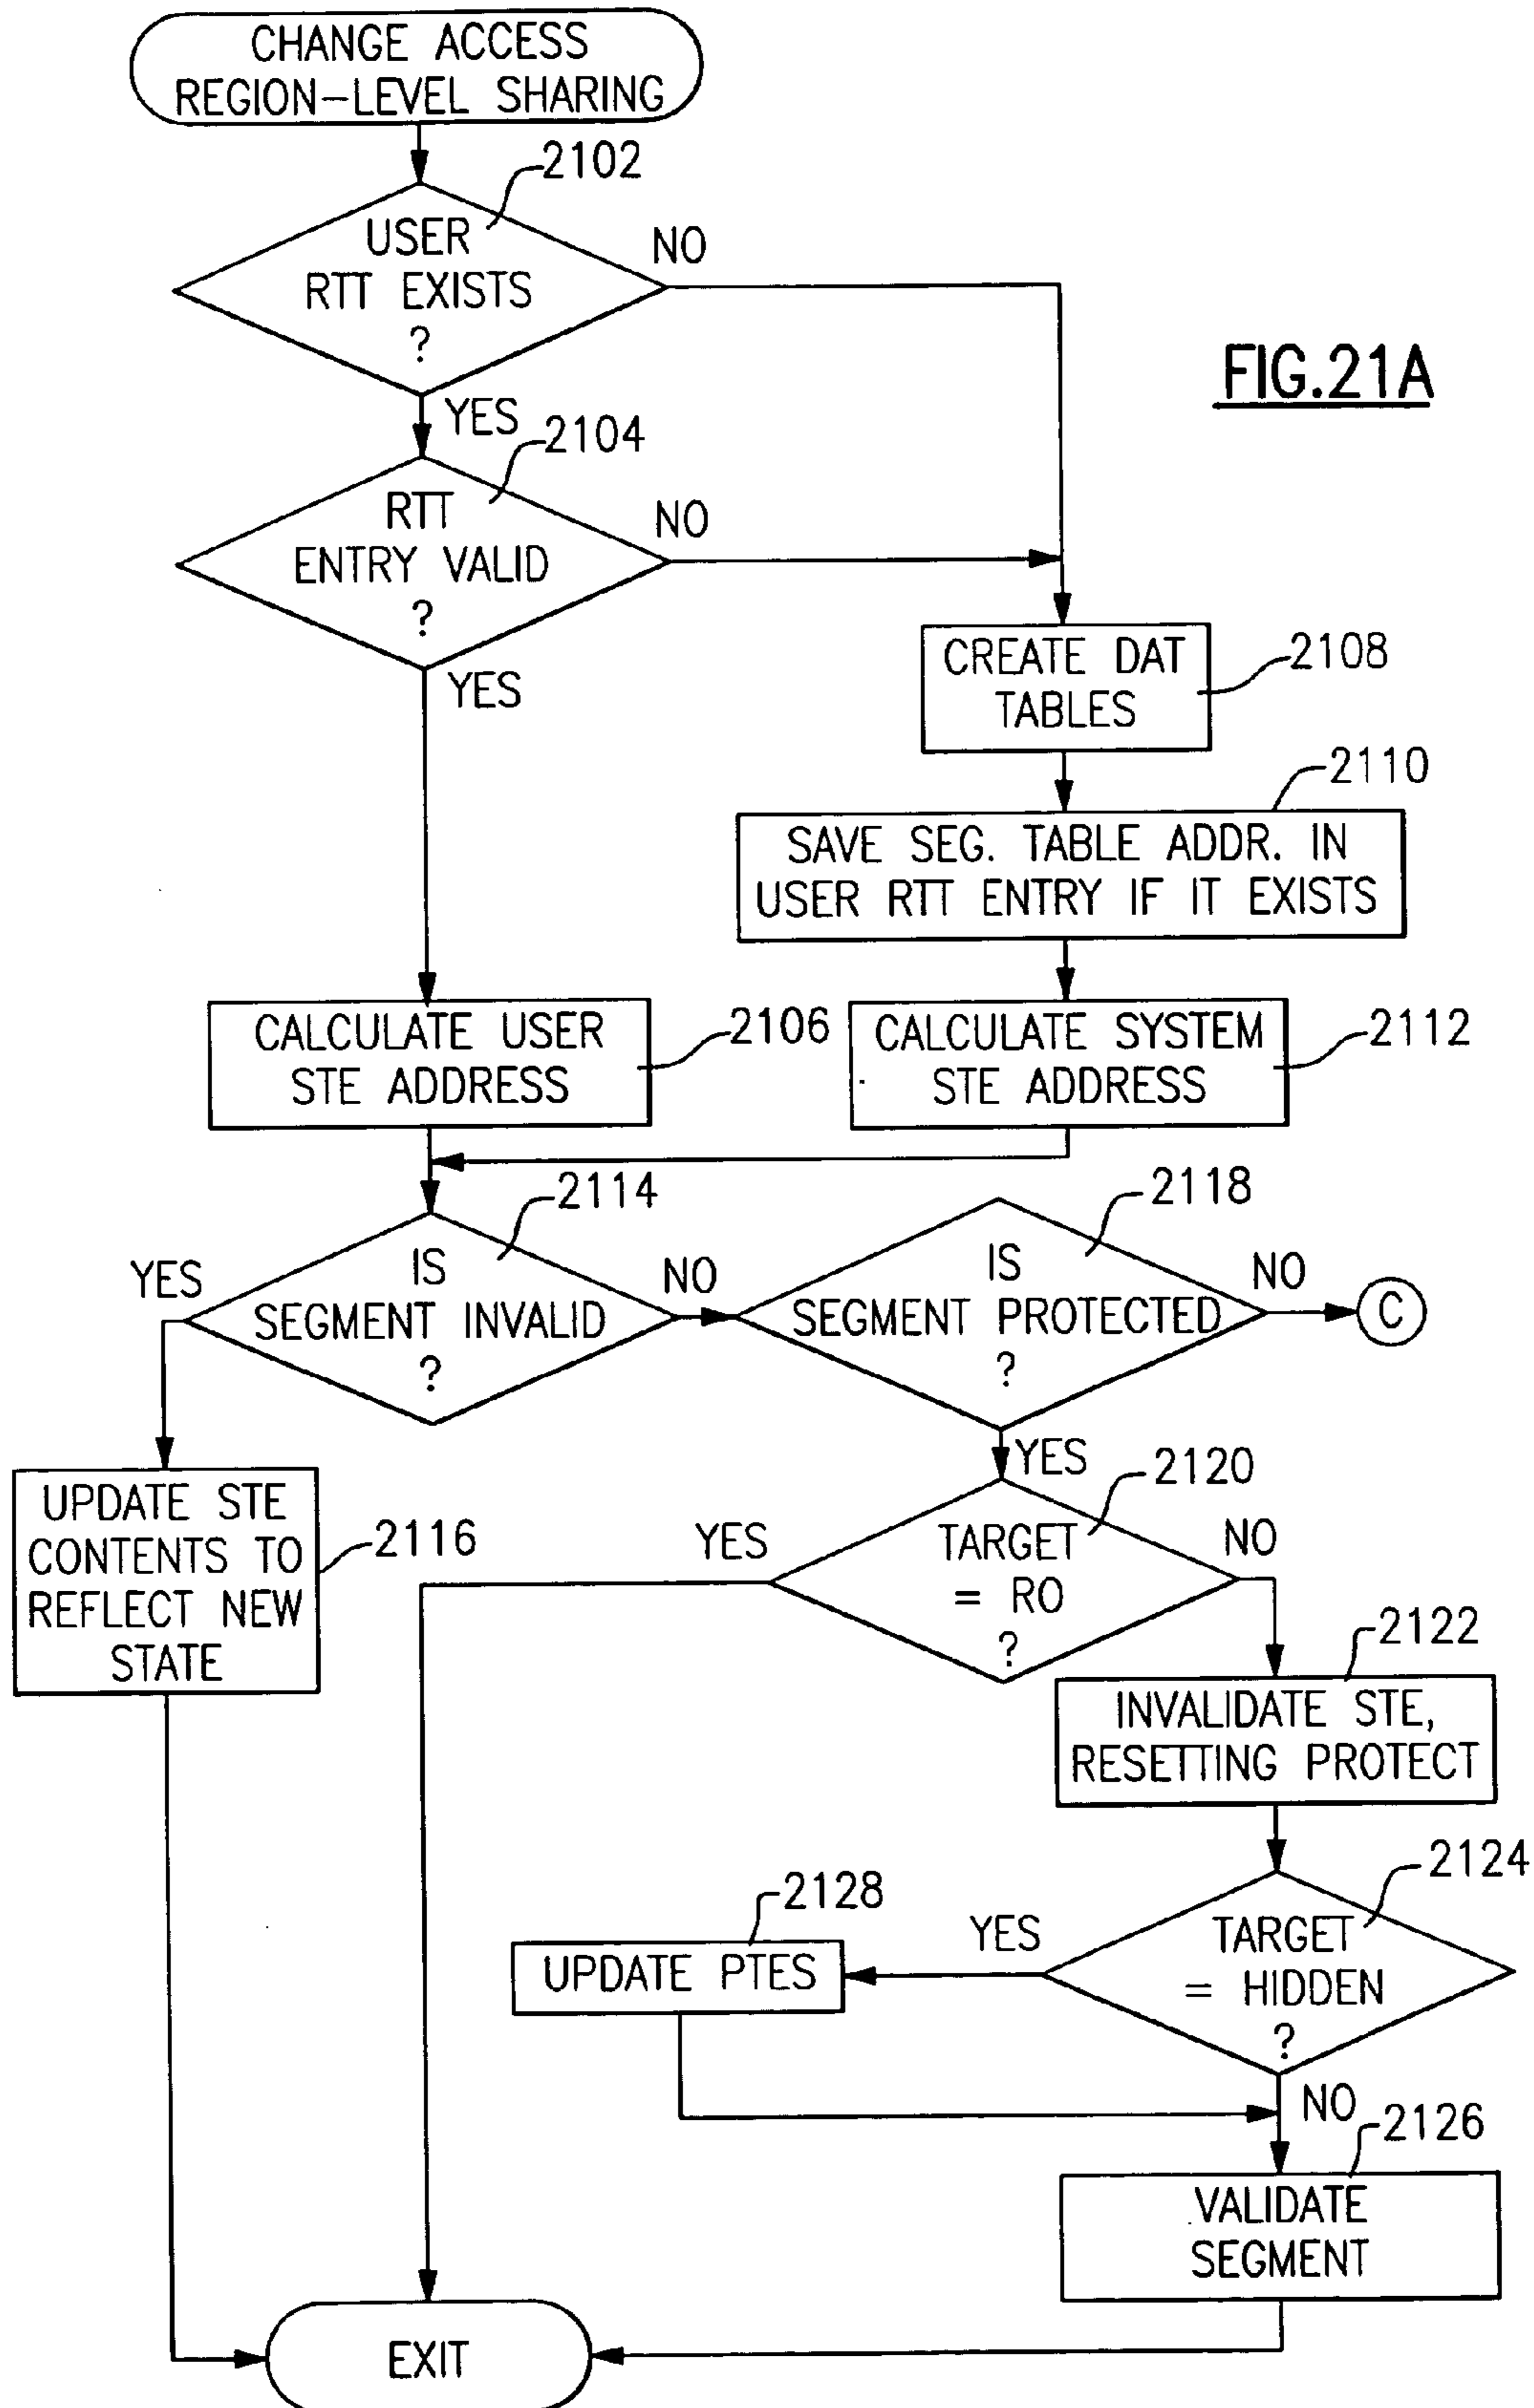 CHANGE ACCESS
REGION-LEVEL SHARING
2102
USER
RTT EXISTS
?
NO
YES
FIG.21A
2104
RTT
ENTRY VALID
?
NO
YES
CREATE DAT
TABLES
2108
2110
SAVE SEG. TABLE ADDR. IN
USER RTT ENTRY IF IT EXISTS
CALCULATE USER
STE ADDRESS
2106
CALCULATE SYSTEM
STE ADDRESS
2112
2114
IS
SEGMENT INVALID
?
YES
NO
2118
IS
SEGMENT PROTECTED
?
NO
C
YES
UPDATE STE
CONTENTS TO
REFLECT NEW
STATE
2116
2120
TARGET
= RO
?
YES
NO
2122
INVALIDATE STE,
RESETTING PROTECT
2124
TARGET
= HIDDEN
?
YES
2128
UPDATE PTES
NO
2126
VALIDATE
SEGMENT
EXIT